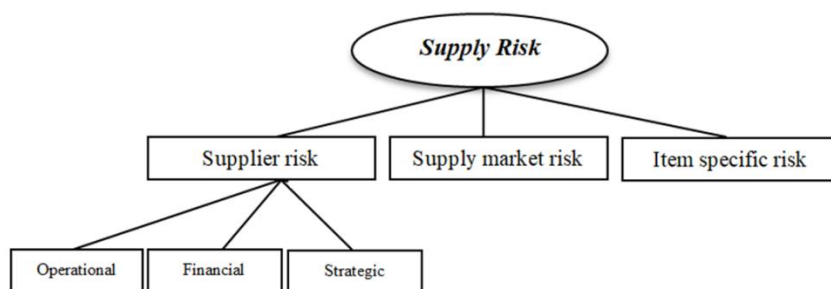 Supply Risk
Supplier risk
Supply market risk
Item specific risk
Operational
Financial
Strategic